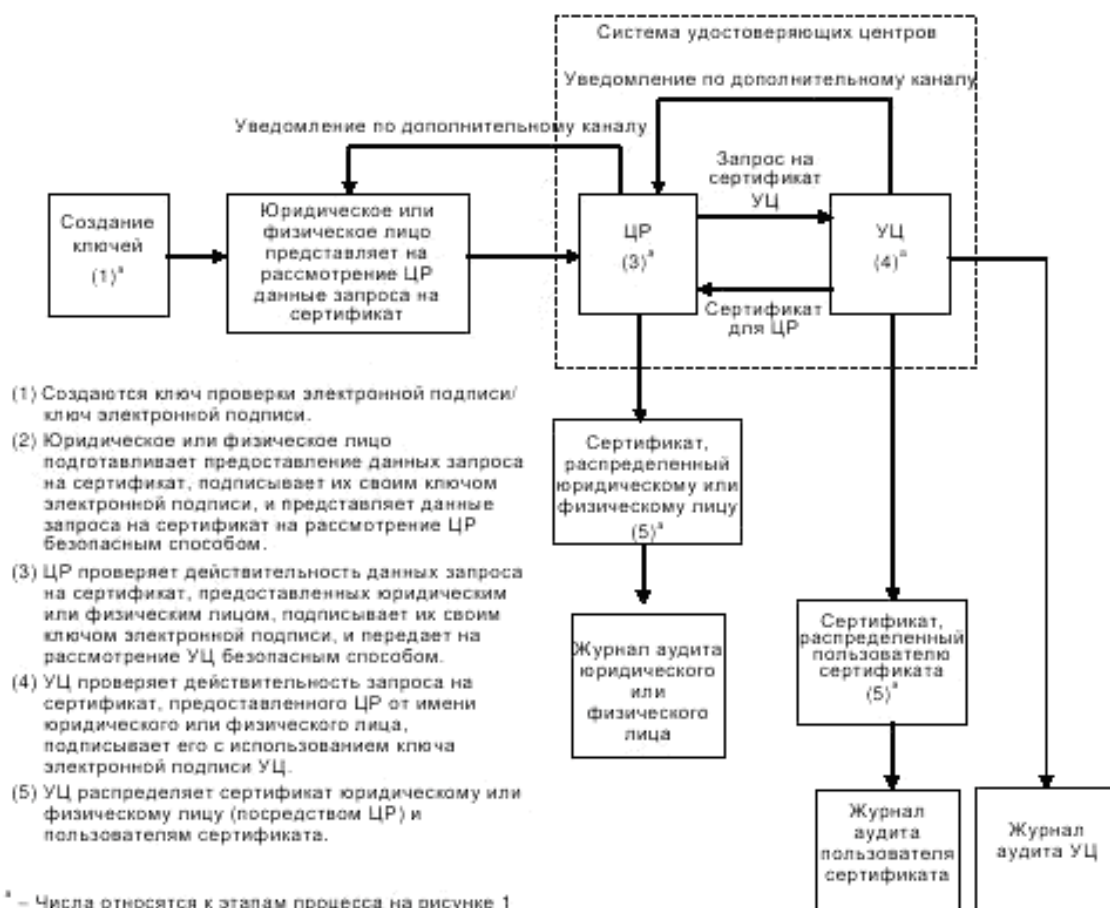 Система удостоверяющих центров
Уведомление по дополнительному каналу
Уведомление по дополнительному каналу
Запрос на
сертификат
УЦ
Создание
ключей
(1)ª
Юридическое или
физическое лицо
представляет на
рассмотрение ЦР
данные запроса на
сертификат
ЦР
(3)ª
УЦ
(4)ª
Сертификат
для ЦР
(1) Создаются ключ проверки электронной подписи/
ключ электронной подписи.
(2) Юридическое или физическое лицо
подготавливает предоставление данных запроса
на сертификат, подписывает их своим ключом
электронной подписи, и представляет данные
запроса на сертификат на рассмотрение ЦР
безопасным способом.
(3) ЦР проверяет действительность данных запроса
на сертификат, предоставленных юридическим
или физическим лицом, подписывает их своим
ключом электронной подписи, и передает на
рассмотрение УЦ безопасным способом.
(4) УЦ проверяет действительность запроса на
сертификат, предоставленного ЦР от имени
юридического или физического лица,
подписывает его с использованием ключа
электронной подписи УЦ.
(5) УЦ распределяет сертификат юридическому или
физическому лицу (посредством ЦР) и
пользователям сертификата.
ª – Числа относятся к этапам процесса на рисунке 1
Сертификат,
распределенный
юридическому или
физическому лицу
(5)ª
Журнал аудита
юридического
или
физического
лица
Сертификат,
распределенный
пользователю
сертификата
(5)ª
Журнал
аудита
пользователя
сертификата
Журнал
аудита УЦ